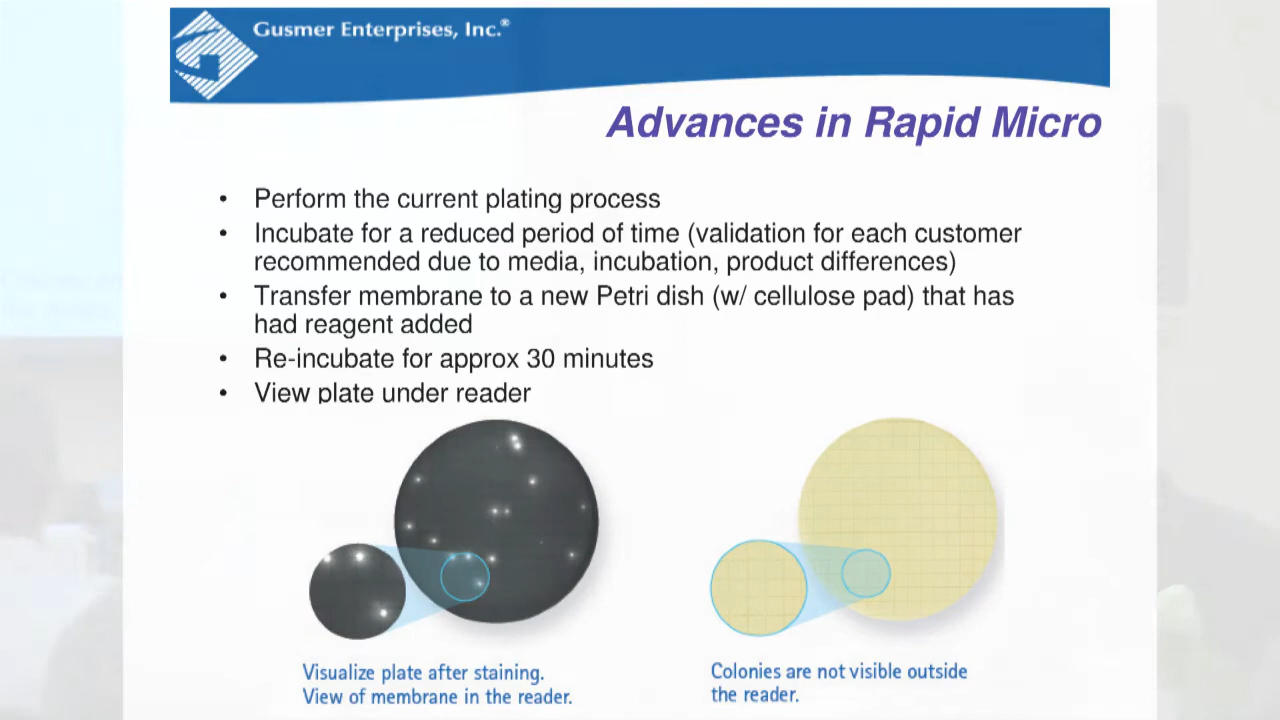 Gusmer Enterprises, Inc.®
Advances in Rapid Micro
• Perform the current plating process
• Incubate for a reduced period of time (validation for each customer
recommended due to media, incubation, product differences)
• Transfer membrane to a new Petri dish (w/ cellulose pad) that has
had reagent added
• Re-incubate for approx 30 minutes
• View plate under reader
Visualize plate after staining.
View of membrane in the reader.
Colonies are not visible outside
the reader.